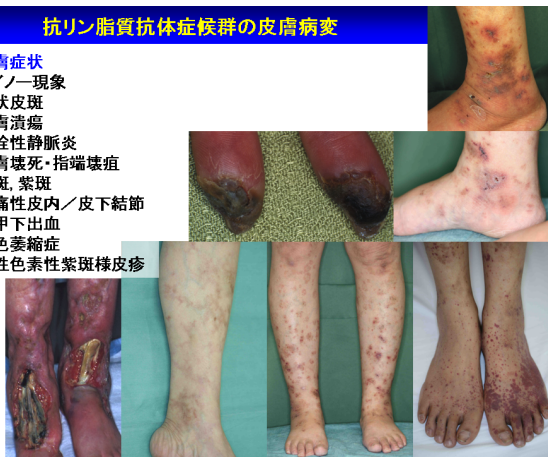 抗リン脂質抗体症候群の皮膚病変
膚症状
イノー現象
状皮斑
膚潰瘍
栓性静脈炎
膚壊死・指端壊疽
斑, 紫斑
痛性皮内／皮下結節
甲下出血
色萎縮症
性色素性紫斑様皮疹